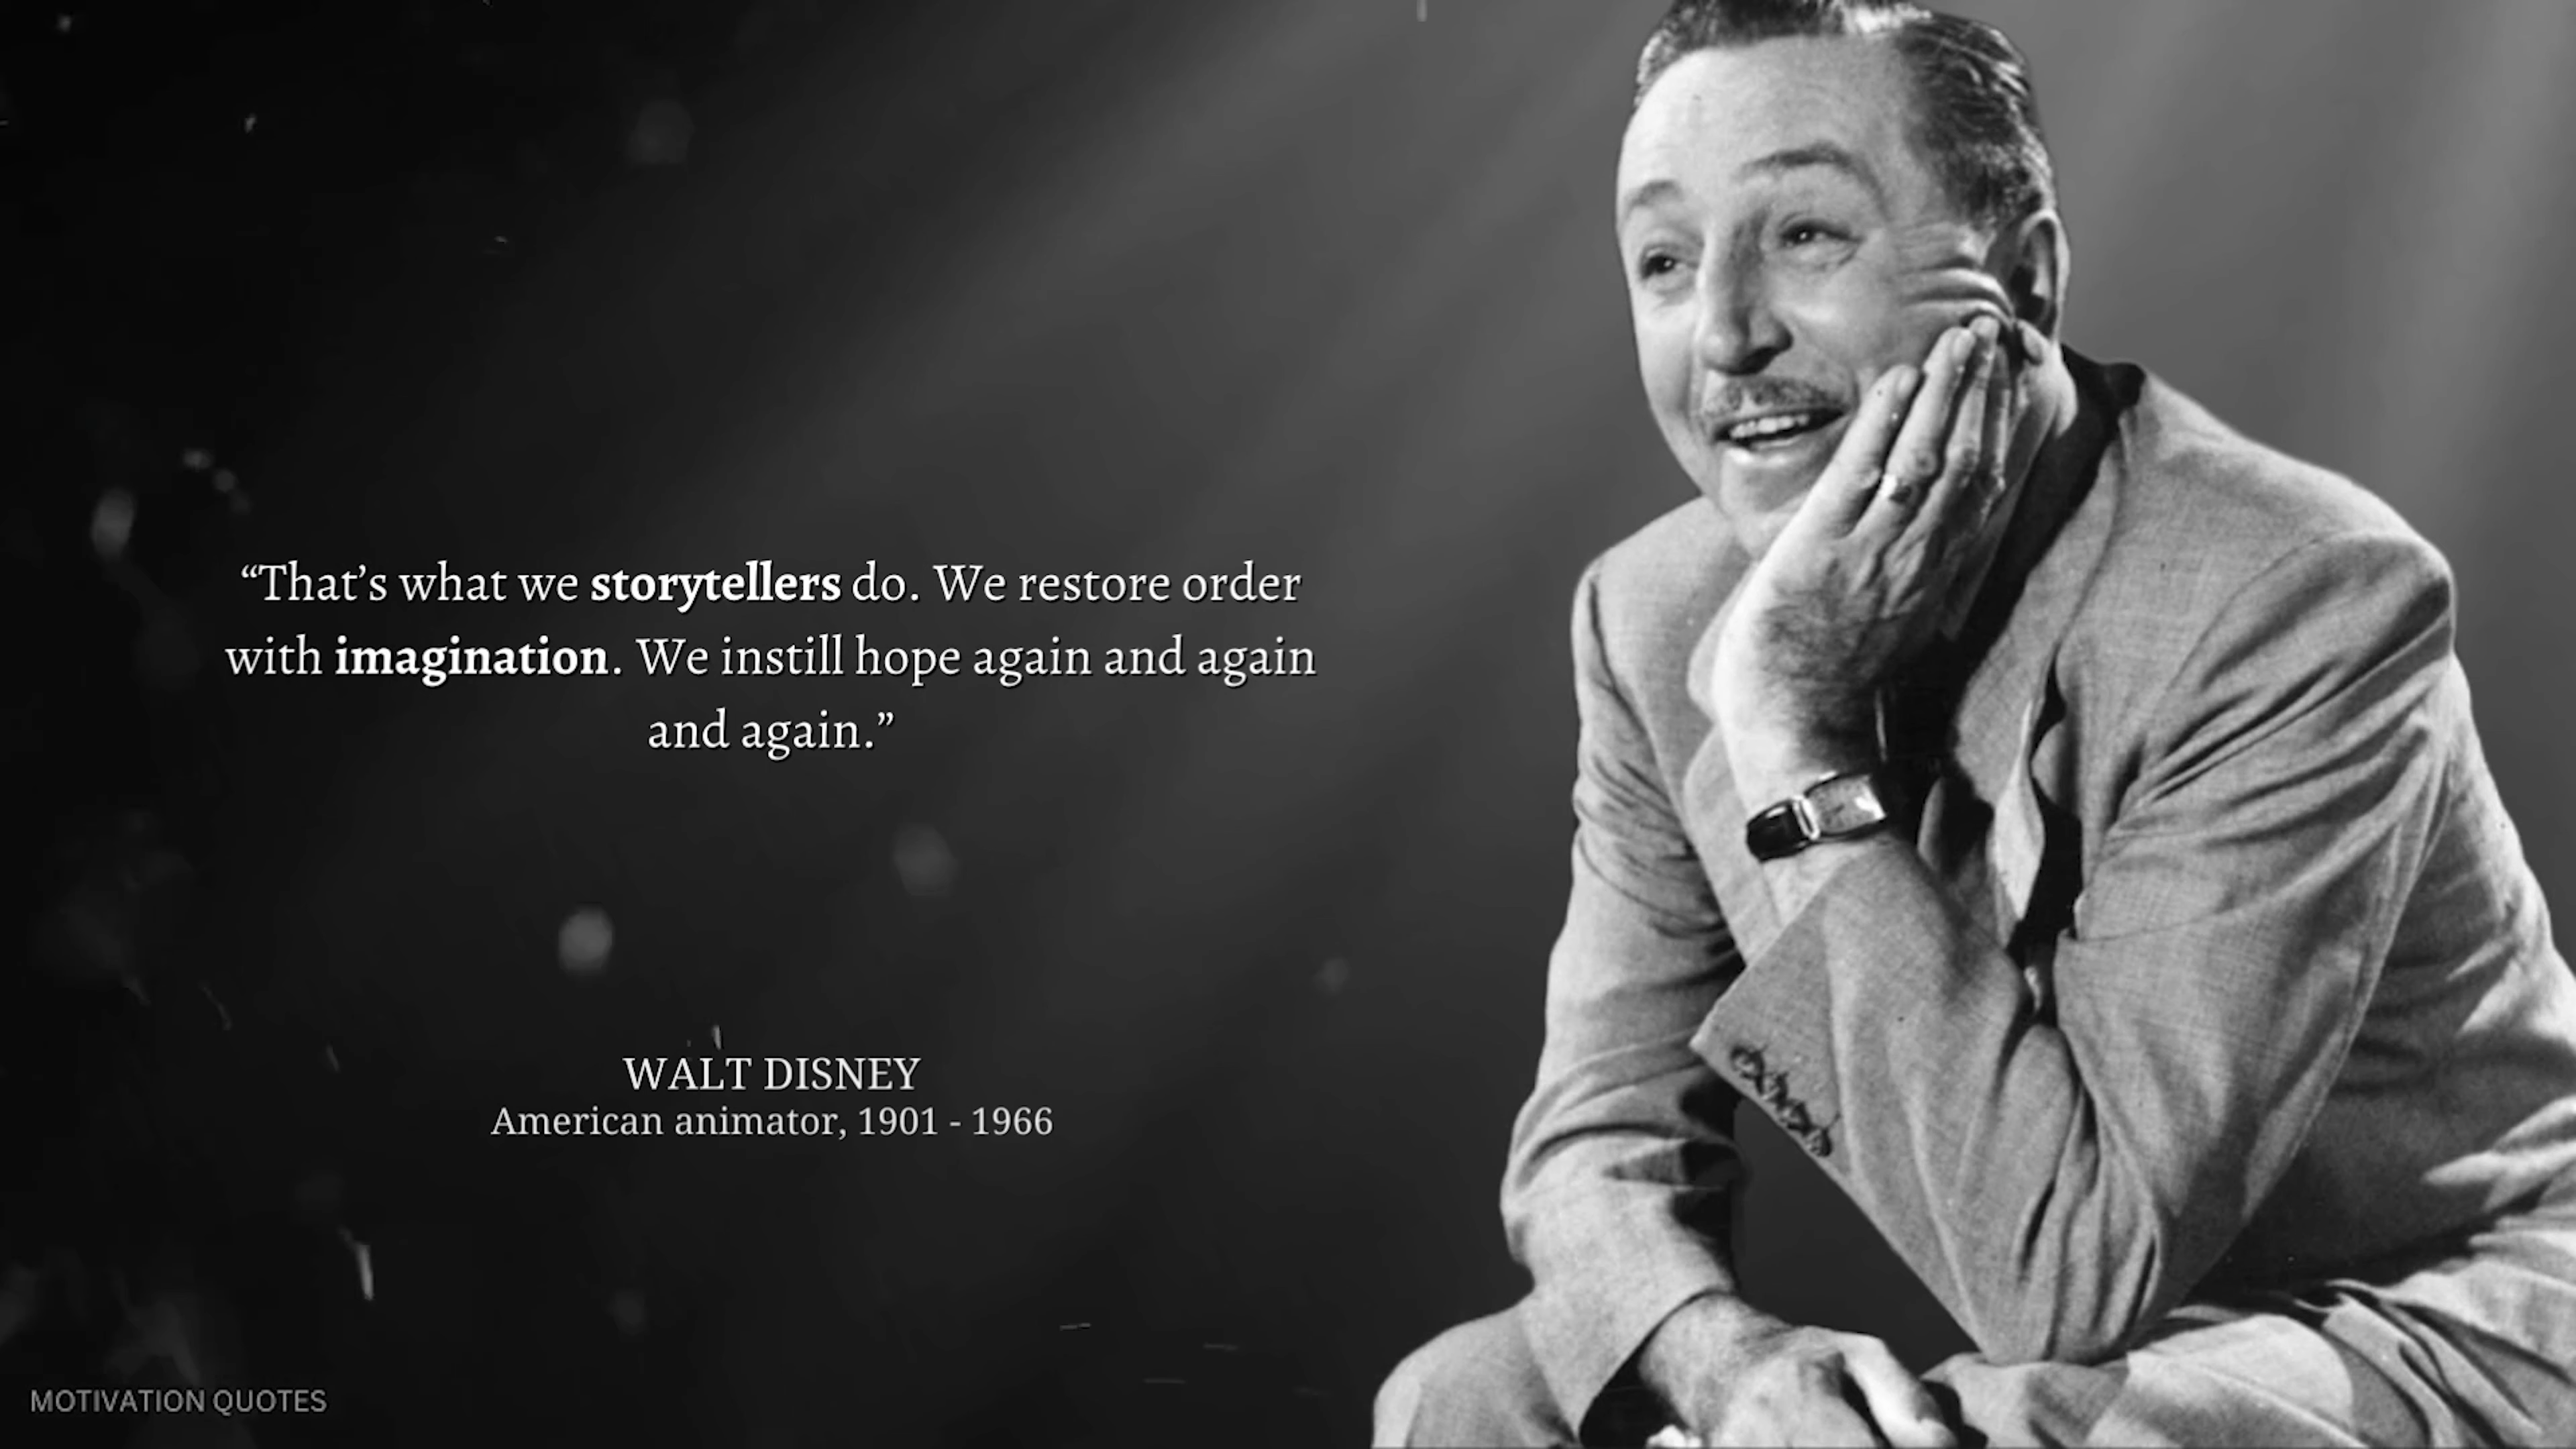 “That’s what we storytellers do. We restore order
with imagination. We instill hope again and again
and again.”
WALT DISNEY
American animator, 1901 - 1966
MOTIVATION QUOTES